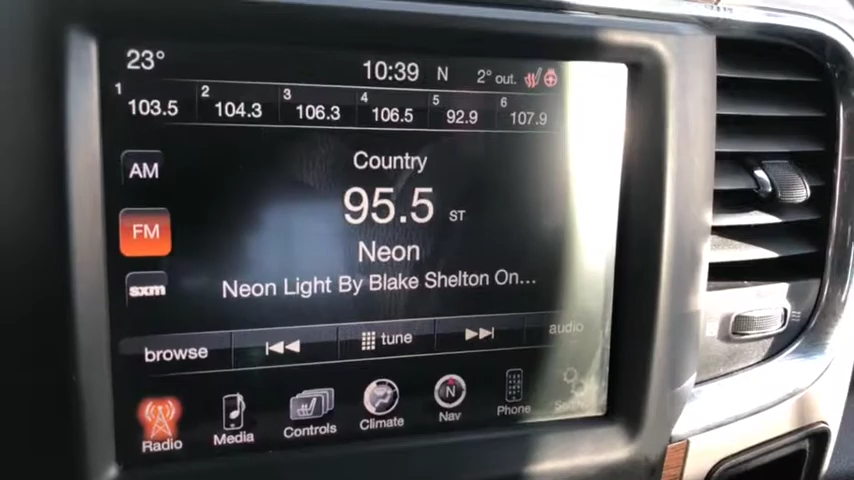 23° 10:39 N 2° out.
1 2 3 4 5 6
103.5 104.3 106.3 106.5 92.9 107.9
AM
Country
FM
95.5 ST
Neon
sxm
Neon Light By Blake Shelton On...
browse tune audio
Radio Media Controls Climate N Nav Phone